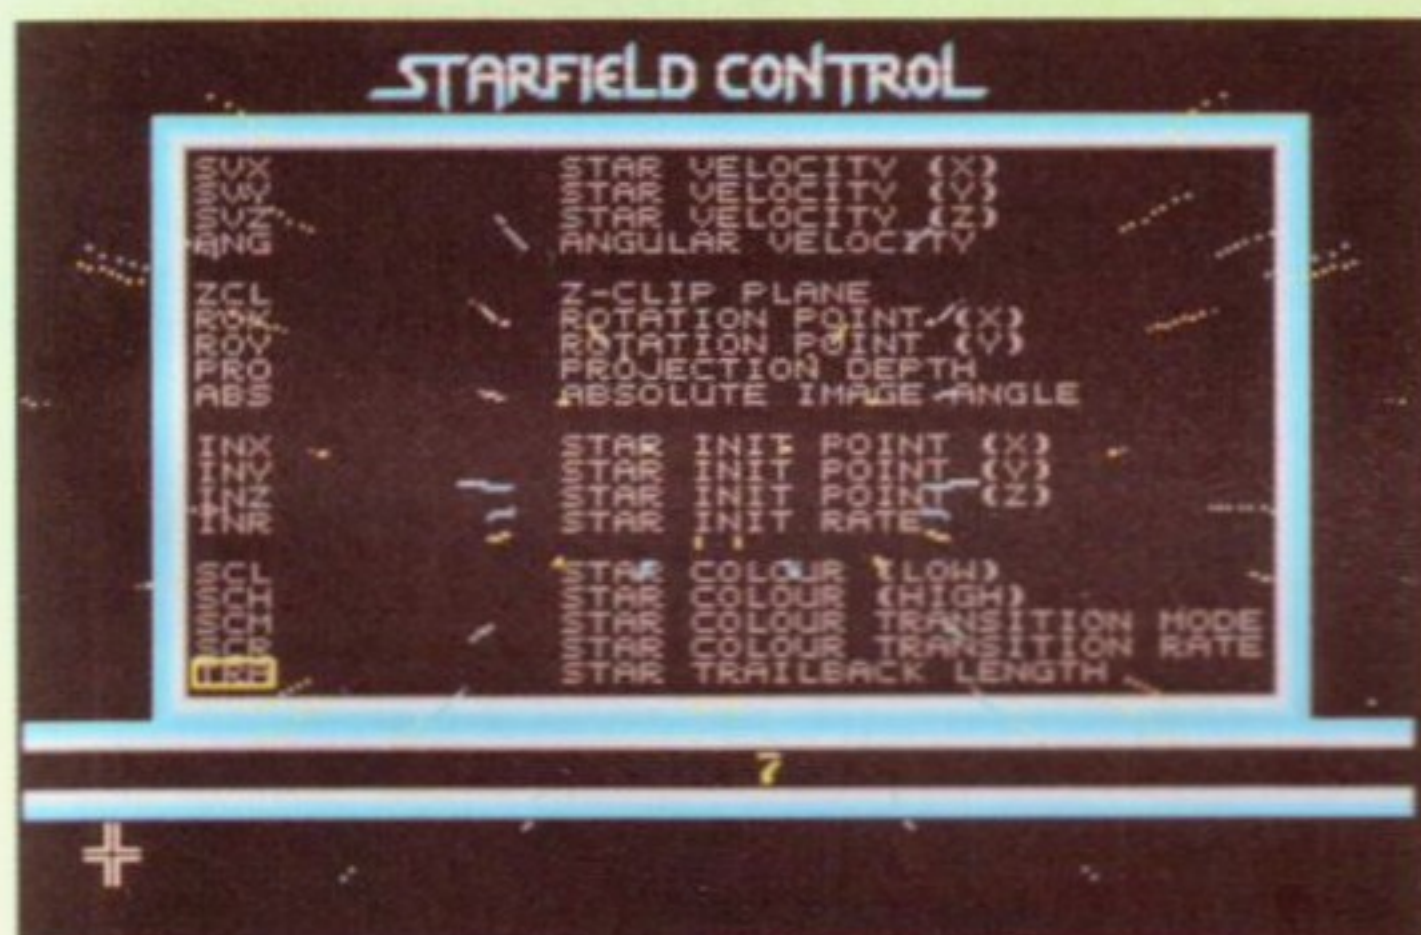 STARFIELD CONTROL
SVX STAR VELOCITY (X)
SVY STAR VELOCITY (Y)
SVZ STAR VELOCITY (Z)
ANG ANGULAR VELOCITY
ZCL Z-CLIP PLANE
ROX ROTATION POINT (X)
ROY ROTATION POINT (Y)
PRO PROJECTION DEPTH
ABS ABSOLUTE IMAGE ANGLE
INX STAR INIT POINT (X)
INY STAR INIT POINT (Y)
INZ STAR INIT POINT (Z)
INR STAR INIT RATE
SCL STAR COLOUR (LOW)
SCH STAR COLOUR (HIGH)
SCM STAR COLOUR TRANSITION MODE
SCR STAR COLOUR TRANSITION RATE
STAR TRAILBACK LENGTH
7